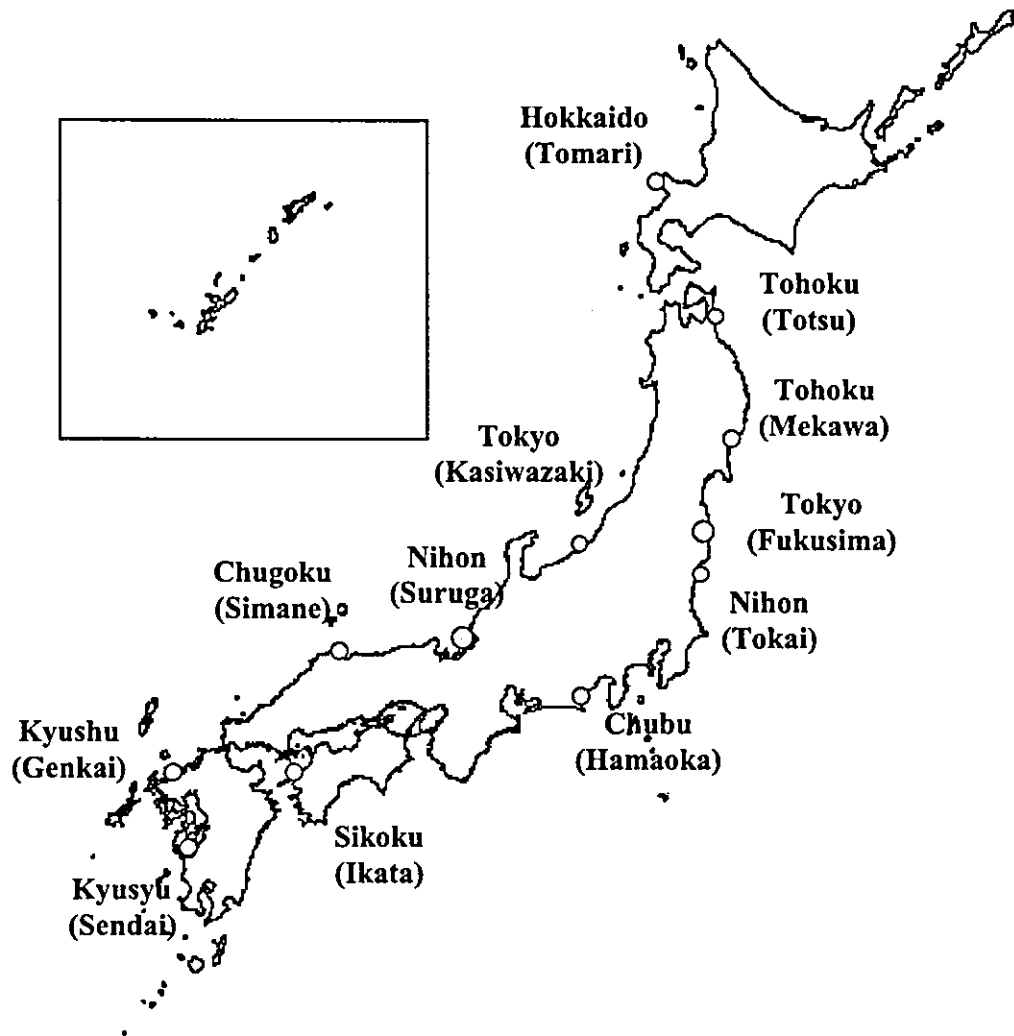 Hokkaido
(Tomari)
Tohoku
(Totsu)
Tohoku
(Mekawa)
Tokyo
(Kasiwazaki)
Tokyo
(Fukusima)
Chugoku
(Simane)
Nihon
(Suruga)
Nihon
(Tokai)
Kyushu
(Genkai)
Chubu
(Hamaoka)
Sikoku
(Ikata)
Kyusyu
(Sendai)